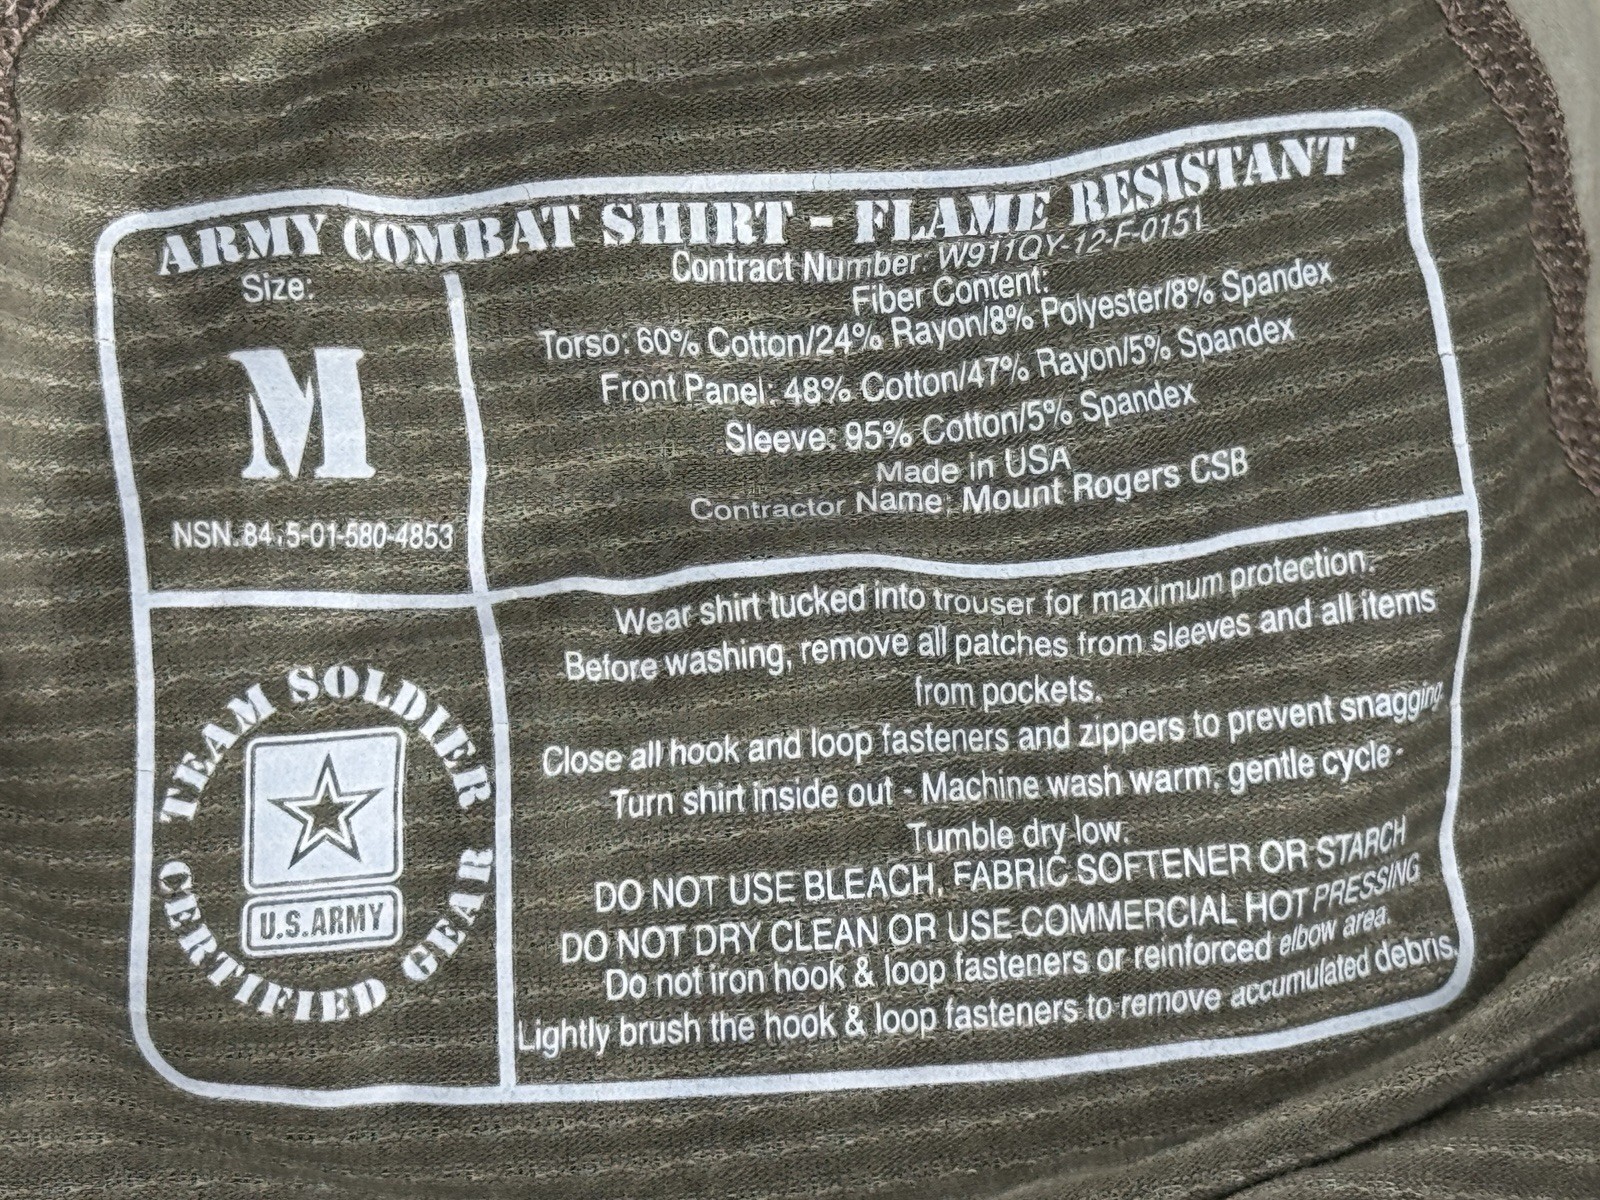 ARMY COMBAT SHIRT - FLAME RESISTANT
Size:
M
NSN: 8415-01-580-4853
Contract Number: W911QY-12-F-0151
Fiber Content:
Torso: 60% Cotton/24% Rayon/8% Polyester/8% Spandex
Front Panel: 48% Cotton/47% Rayon/5% Spandex
Sleeve: 95% Cotton/5% Spandex
Made in USA
Contractor Name: Mount Rogers CSB
TEAM SOLDIER
U.S.ARMY
CERTIFIED GEAR
Wear shirt tucked into trouser for maximum protection.
Before washing, remove all patches from sleeves and all items
from pockets.
Close all hook and loop fasteners and zippers to prevent snagging.
Turn shirt inside out - Machine wash warm, gentle cycle -
Tumble dry low.
DO NOT USE BLEACH, FABRIC SOFTENER OR STARCH
DO NOT DRY CLEAN OR USE COMMERCIAL HOT PRESSING
Do not iron hook & loop fasteners or reinforced elbow area.
Lightly brush the hook & loop fasteners to remove accumulated debris.